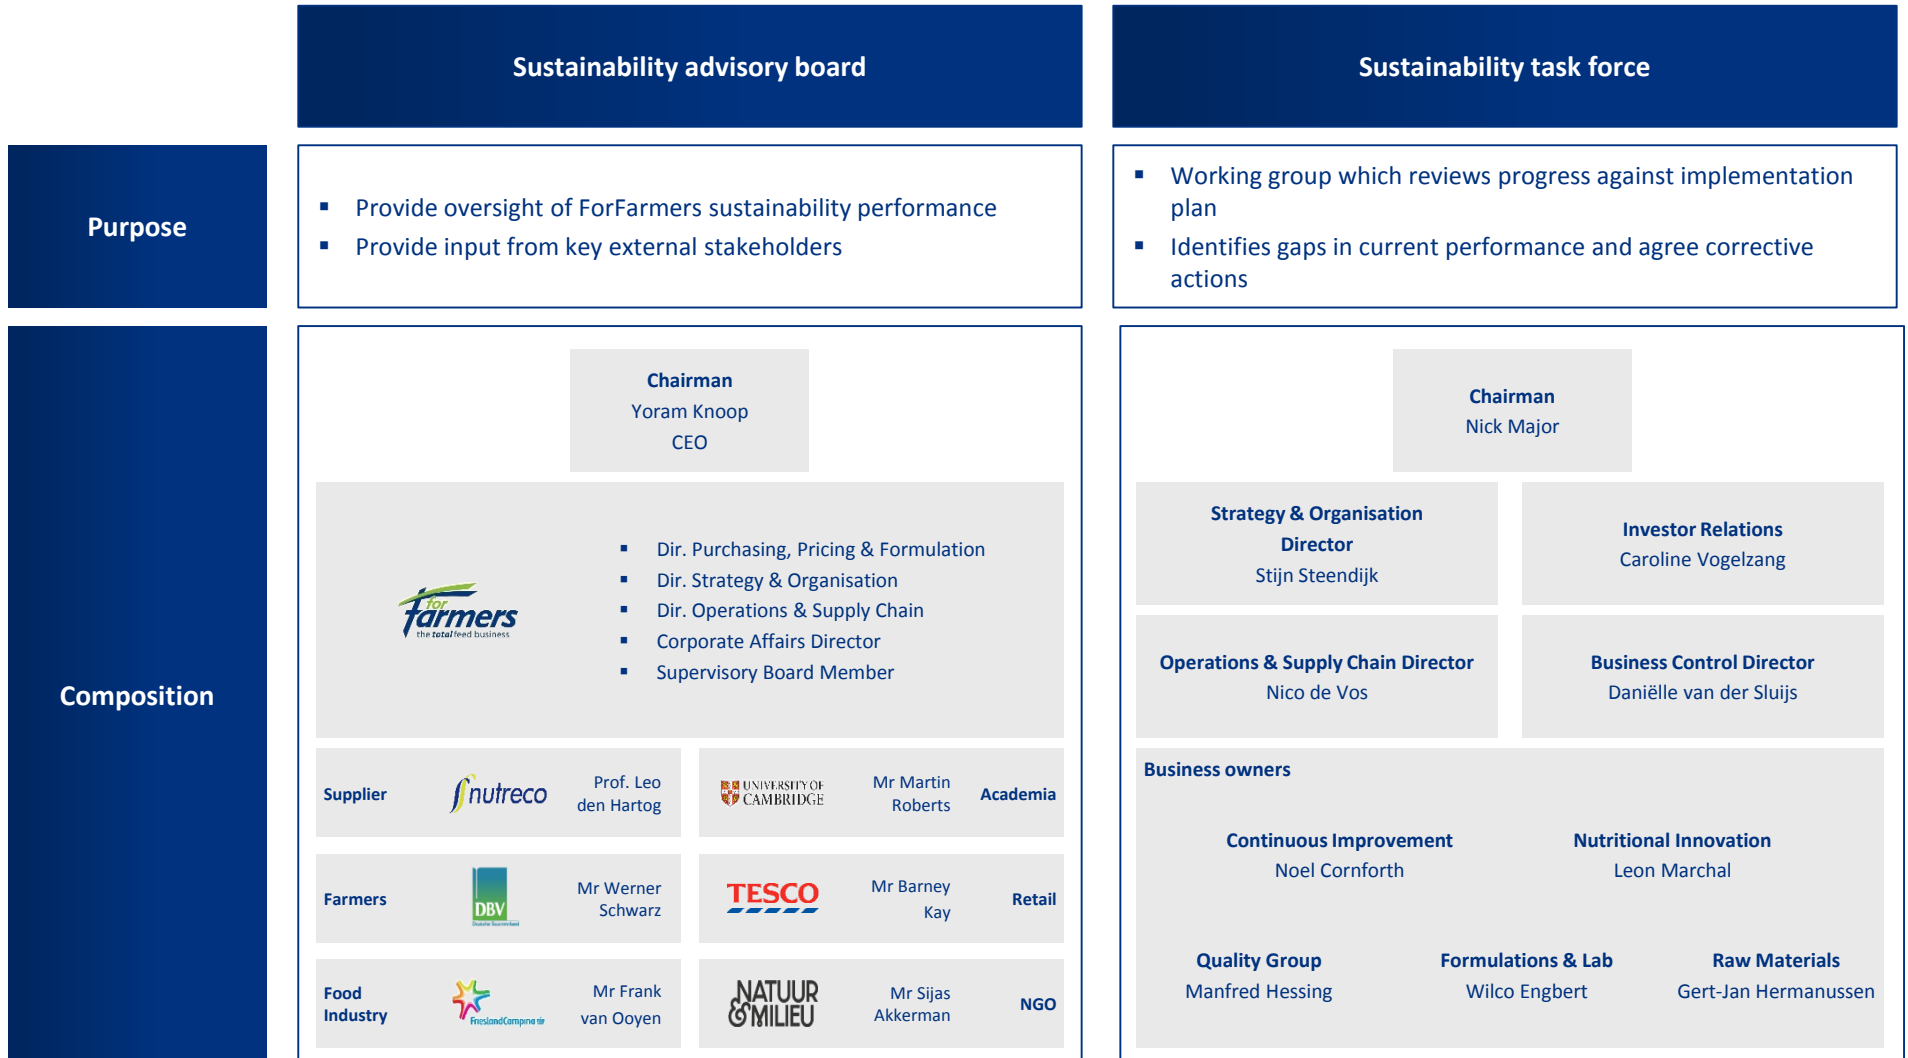 Sustainability advisory board
Sustainability task force
Purpose
▪ Provide oversight of ForFarmers sustainability performance
▪ Provide input from key external stakeholders
▪ Working group which reviews progress against implementation
plan
▪ Identifies gaps in current performance and agree corrective
actions
Composition
Chairman
Yoram Knoop
CEO
for
farmers
the total feed business
▪ Dir. Purchasing, Pricing & Formulation
▪ Dir. Strategy & Organisation
▪ Dir. Operations & Supply Chain
▪ Corporate Affairs Director
▪ Supervisory Board Member
Supplier
nutreco
Prof. Leo
den Hartog
UNIVERSITY OF
CAMBRIDGE
Mr Martin
Roberts
Academia
Farmers
DBV
Deutscher Bauernverband
Mr Werner
Schwarz
TESCO
Mr Barney
Kay
Retail
Food
Industry
FrieslandCampina
Mr Frank
van Ooyen
NATUUR
&MILIEU
Mr Sijas
Akkerman
NGO
Chairman
Nick Major
Strategy & Organisation
Director
Stijn Steendijk
Investor Relations
Caroline Vogelzang
Operations & Supply Chain Director
Nico de Vos
Business Control Director
Daniëlle van der Sluijs
Business owners
Continuous Improvement
Noel Cornforth
Nutritional Innovation
Leon Marchal
Quality Group
Manfred Hessing
Formulations & Lab
Wilco Engbert
Raw Materials
Gert-Jan Hermanussen